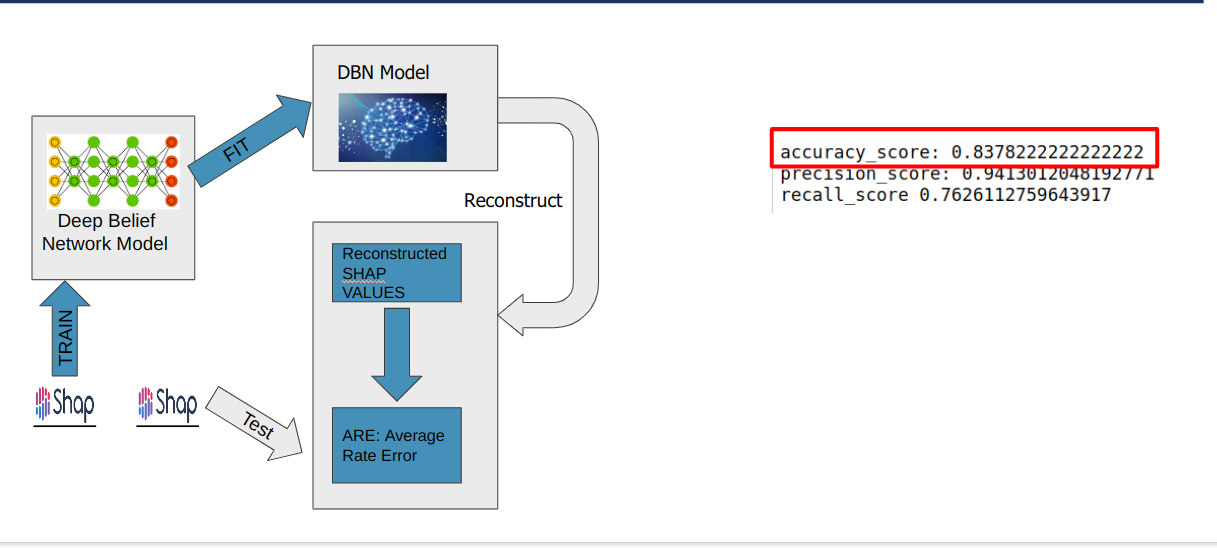 DBN Model
FIT
Deep Belief
Network Model
TRAIN
Shap
Shap
Test
Reconstruct
Reconstructed
SHAP
VALUES
ARE: Average
Rate Error
accuracy_score: 0.8378222222222222
precision_score: 0.9413012048192771
recall_score 0.7626112759643917